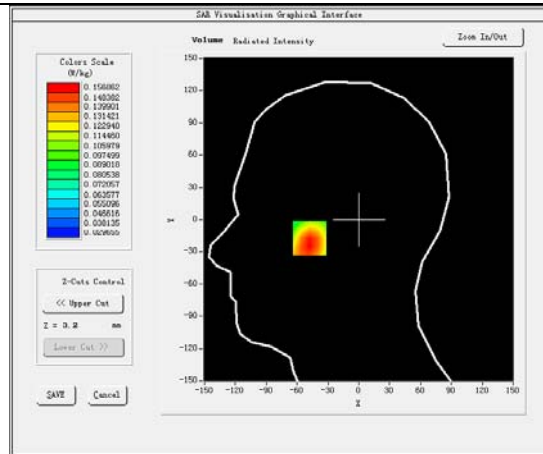 SAR Visualisation Graphical Interface
Volume Radiated Intensity
Zoom In/Out
Colors Scale
(W/kg)
0.156862
0.148382
0.139901
0.131421
0.122940
0.114460
0.105979
0.097499
0.089018
0.080538
0.072057
0.063577
0.055096
0.046616
0.038135
0.029655
150
120
90
60
30
0
-30
-60
-90
-120
-150
Y
-150 -120 -90 -60 -30 0 30 60 90 120 150
X
Z-Cuts Control
<< Upper Cut
Z = 3.2 mm
Lower Cut >>
SAVE Cancel